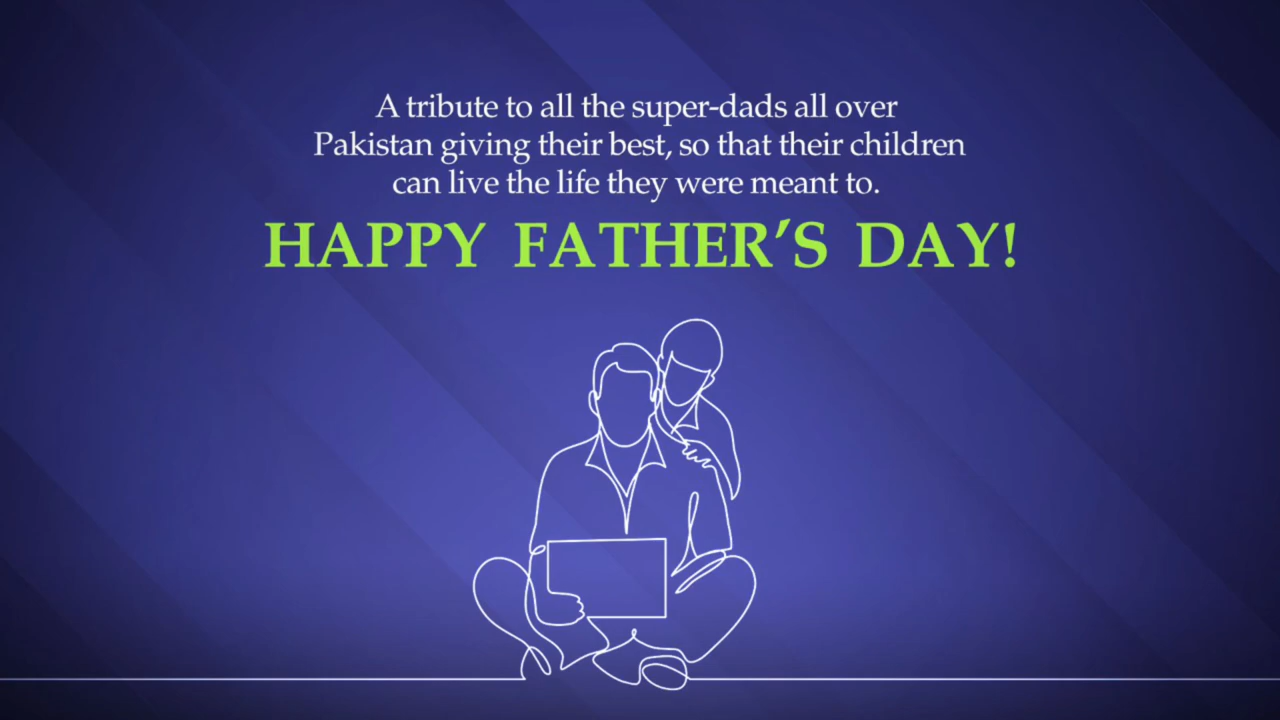 A tribute to all the super-dads all over
Pakistan giving their best, so that their children
can live the life they were meant to.
HAPPY FATHER'S DAY!